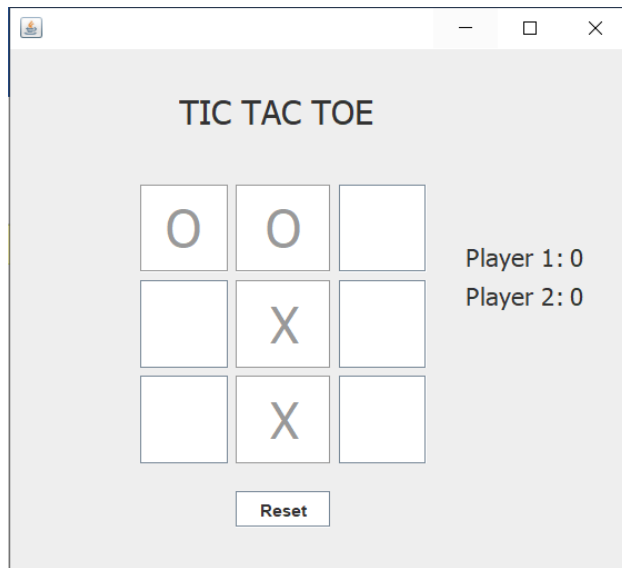 TIC TAC TOE
O O
Player 1: 0
Player 2: 0
X
X
Reset